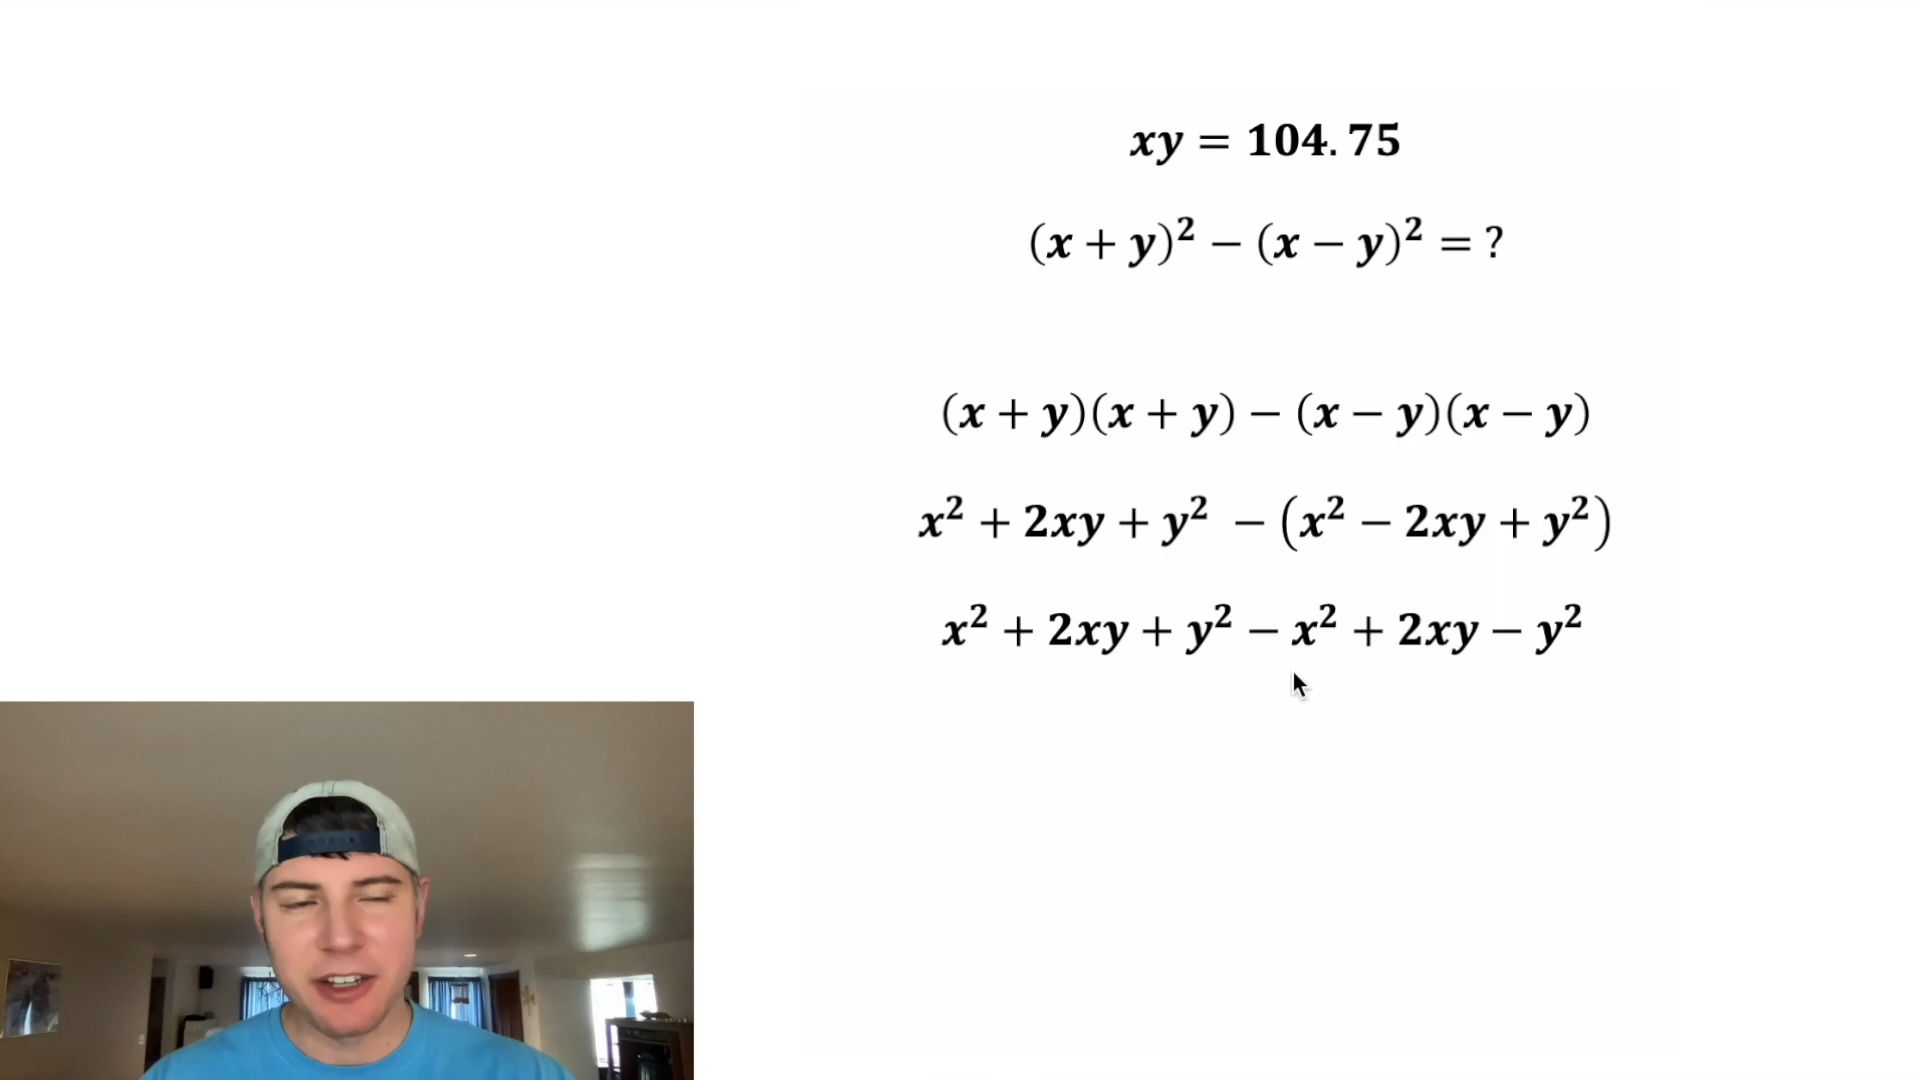 xy = 104.75
(x + y)² − (x − y)² = ?
(x + y)(x + y) − (x − y)(x − y)
x² + 2xy + y² − (x² − 2xy + y²)
x² + 2xy + y² − x² + 2xy − y²